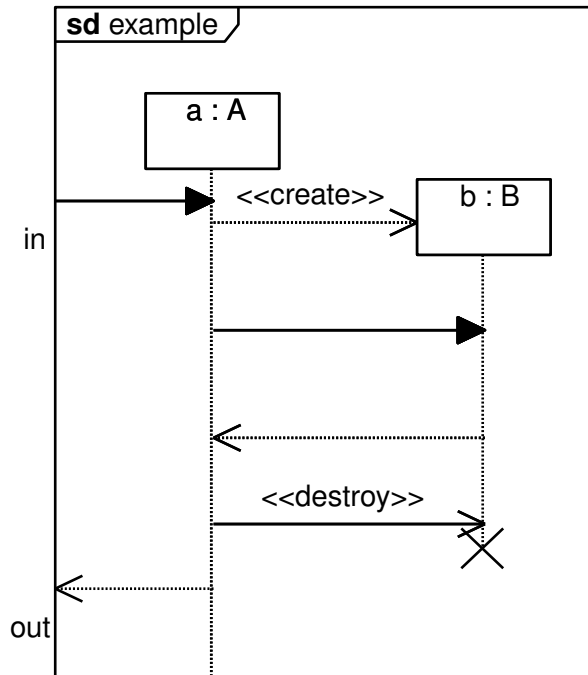 sd example
a : A
<<create>>
b : B
in
<<destroy>>
out